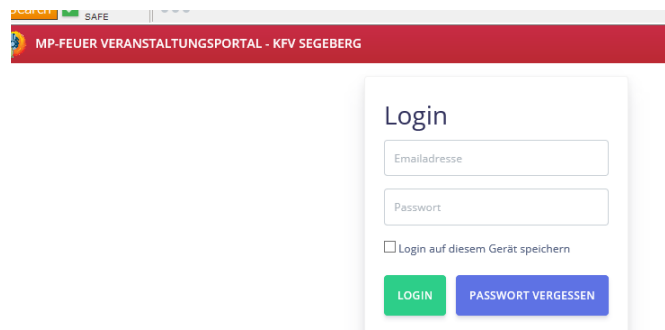 Search
SAFE
MP-FEUER VERANSTALTUNGSPORTAL - KFV SEGEBERG
Login
Emailadresse
Passwort
Login auf diesem Gerät speichern
LOGIN
PASSWORT VERGESSEN